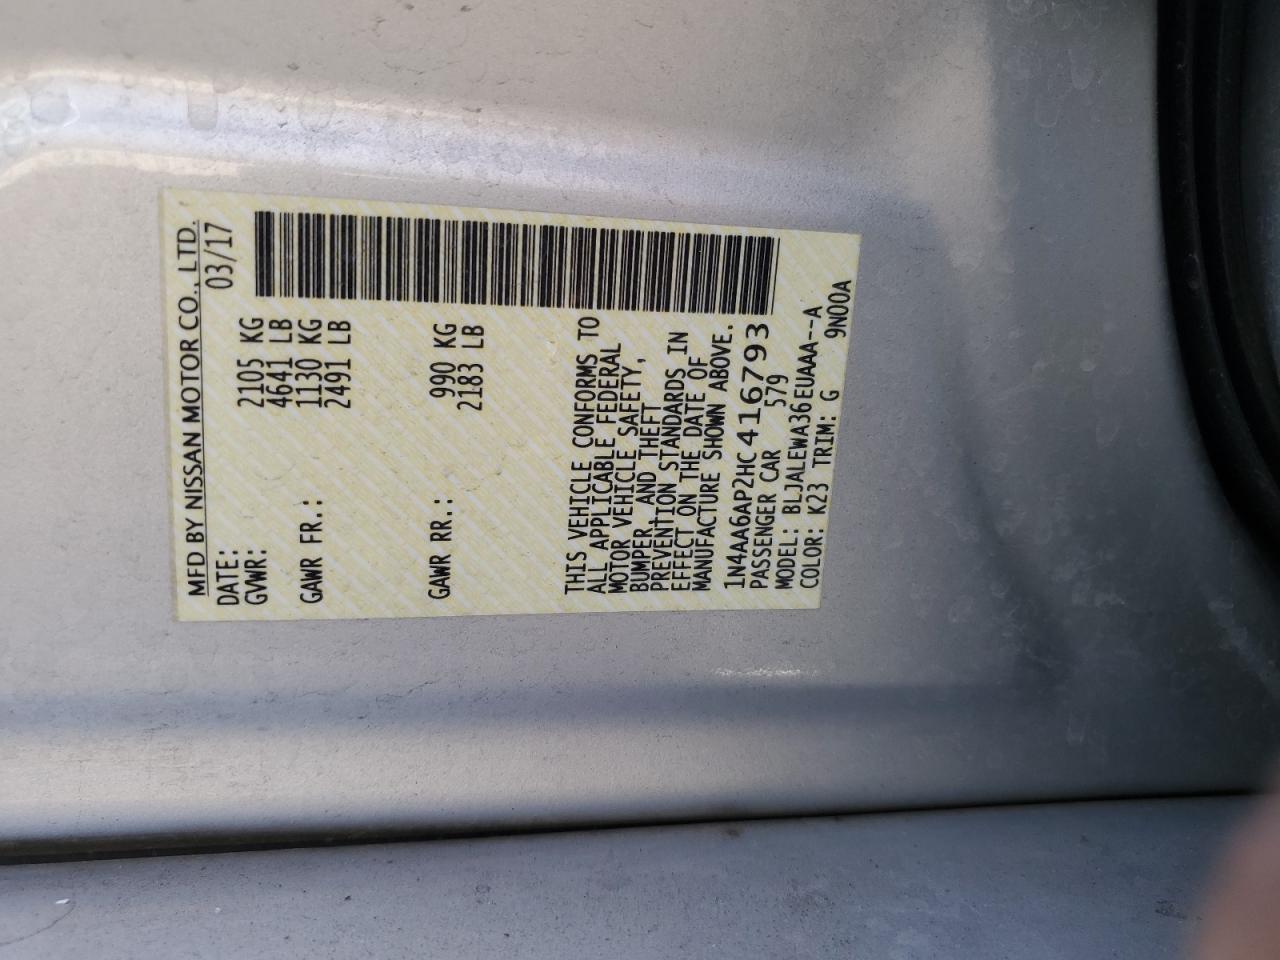 MFD BY NISSAN MOTOR CO., LTD.
DATE: 03/17
GVWR: 2105 KG
4641 LB
GAWR FR.: 1130 KG
2491 LB
GAWR RR.: 990 KG
2183 LB
THIS VEHICLE CONFORMS TO
ALL APPLICABLE FEDERAL
MOTOR VEHICLE SAFETY,
BUMPER, AND THEFT
PREVENTION STANDARDS IN
EFFECT ON THE DATE OF
MANUFACTURE SHOWN ABOVE.
1N4AA6AP2HC416793
PASSENGER CAR 579
MODEL: BLJALEWA36EUAAA--A
COLOR: K23 TRIM: G 9N00A